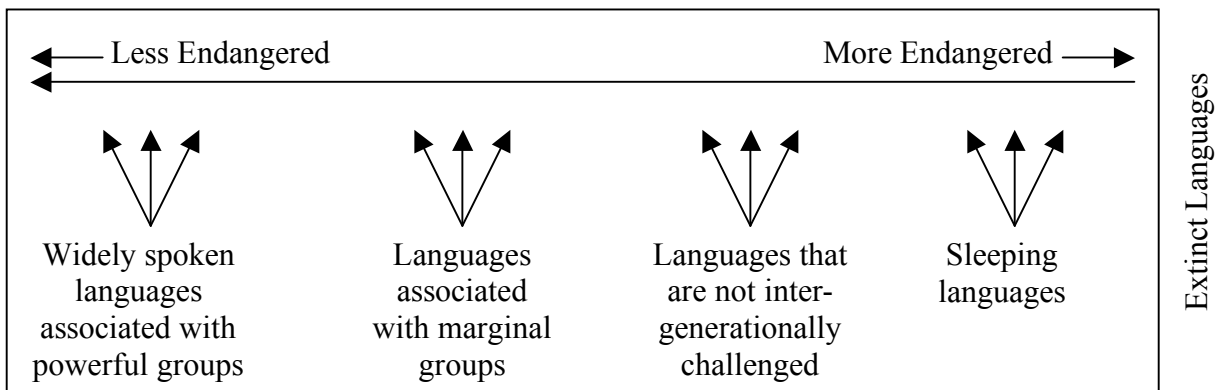 Less Endangered
More Endangered
Widely spoken
languages
associated with
powerful groups
Languages
associated
with marginal
groups
Languages that
are not inter-
generationally
challenged
Sleeping
languages
Extinct Languages